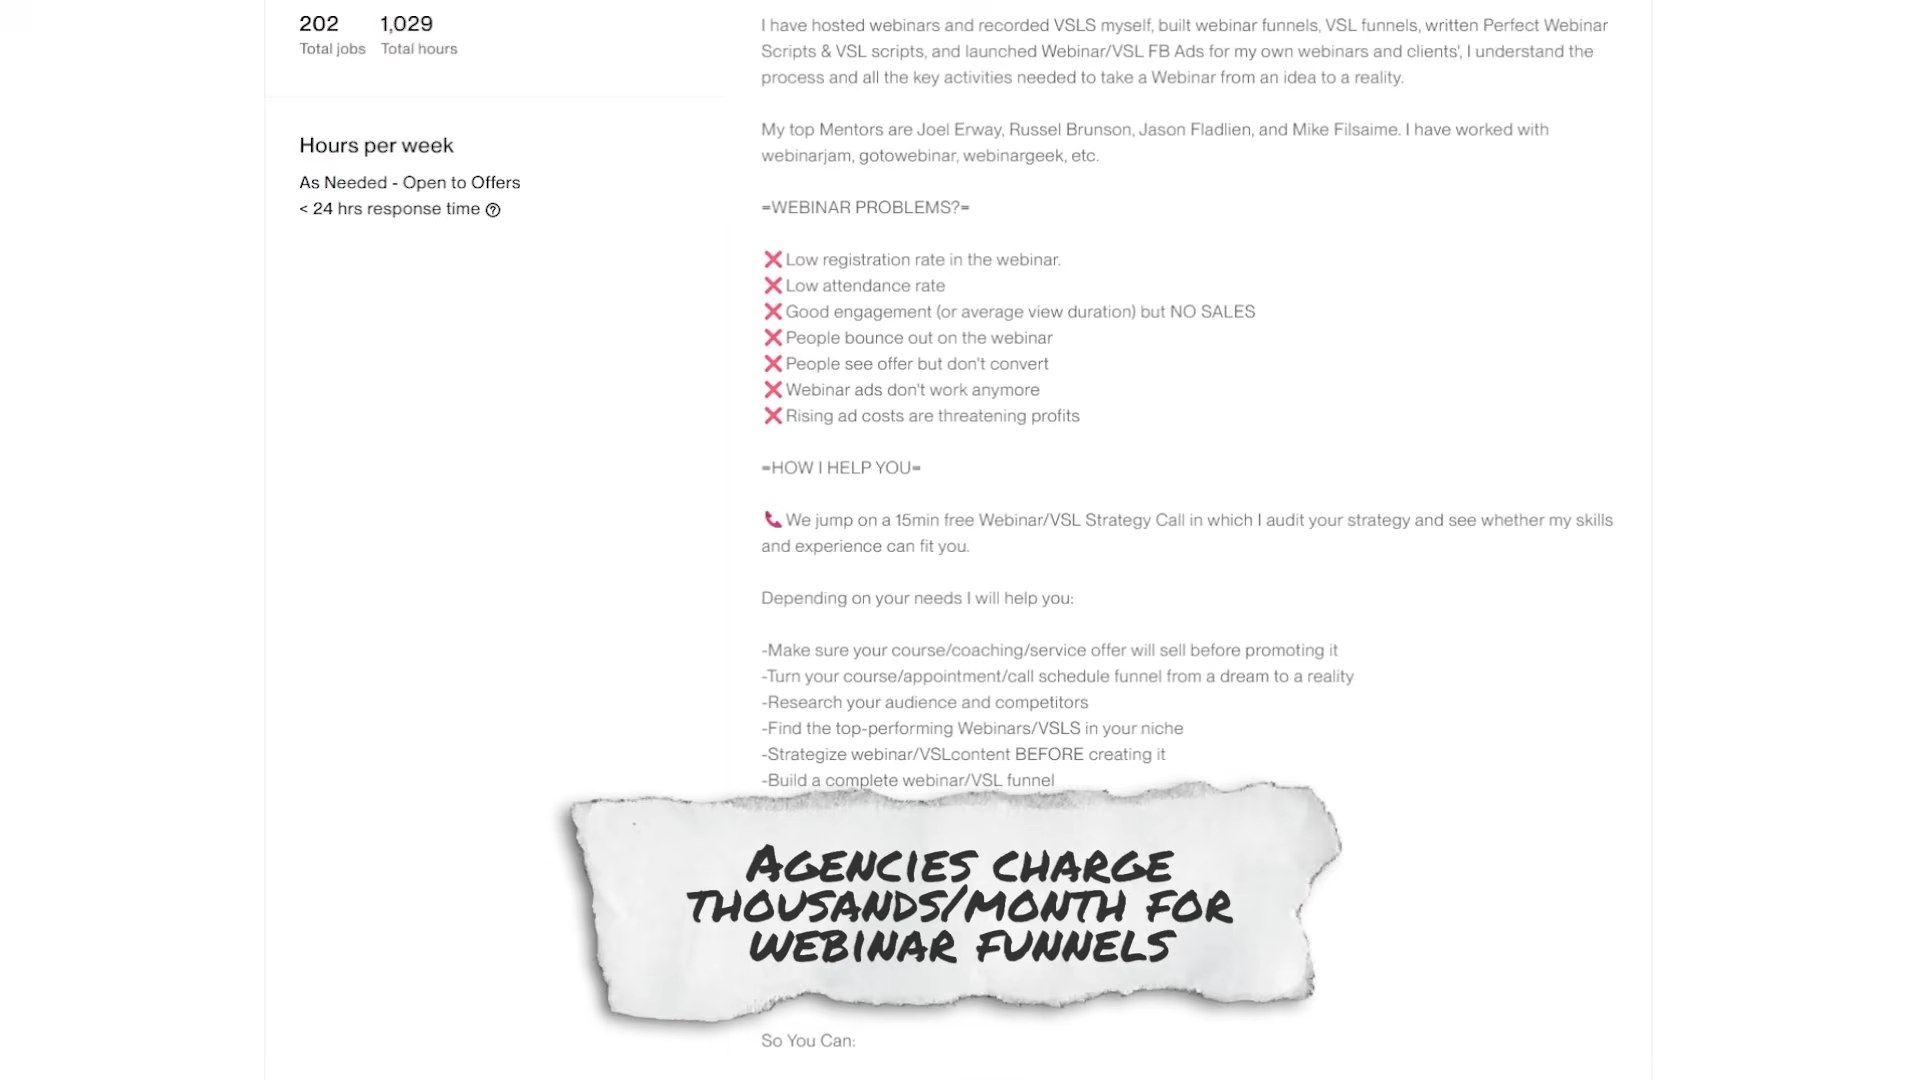 202
Total jobs
1,029
Total hours
Hours per week
As Needed - Open to Offers
< 24 hrs response time
I have hosted webinars and recorded VSLS myself, built webinar funnels, VSL funnels, written Perfect Webinar
Scripts & VSL scripts, and launched Webinar/VSL FB Ads for my own webinars and clients', I understand the
process and all the key activities needed to take a Webinar from an idea to a reality.
My top Mentors are Joel Erway, Russel Brunson, Jason Fladlien, and Mike Filsaime. I have worked with
webinarjam, gotowebinar, webinargeek, etc.
=WEBINAR PROBLEMS?=
❌Low registration rate in the webinar.
❌Low attendance rate
❌Good engagement (or average view duration) but NO SALES
❌People bounce out on the webinar
❌People see offer but don't convert
❌Webinar ads don't work anymore
❌Rising ad costs are threatening profits
=HOW I HELP YOU=
📞We jump on a 15min free Webinar/VSL Strategy Call in which I audit your strategy and see whether my skills
and experience can fit you.
Depending on your needs I will help you:
-Make sure your course/coaching/service offer will sell before promoting it
-Turn your course/appointment/call schedule funnel from a dream to a reality
-Research your audience and competitors
-Find the top-performing Webinars/VSLS in your niche
-Strategize webinar/VSLcontent BEFORE creating it
-Build a complete webinar/VSL funnel
AGENCIES CHARGE
THOUSANDS/MONTH FOR
WEBINAR FUNNELS
So You Can: